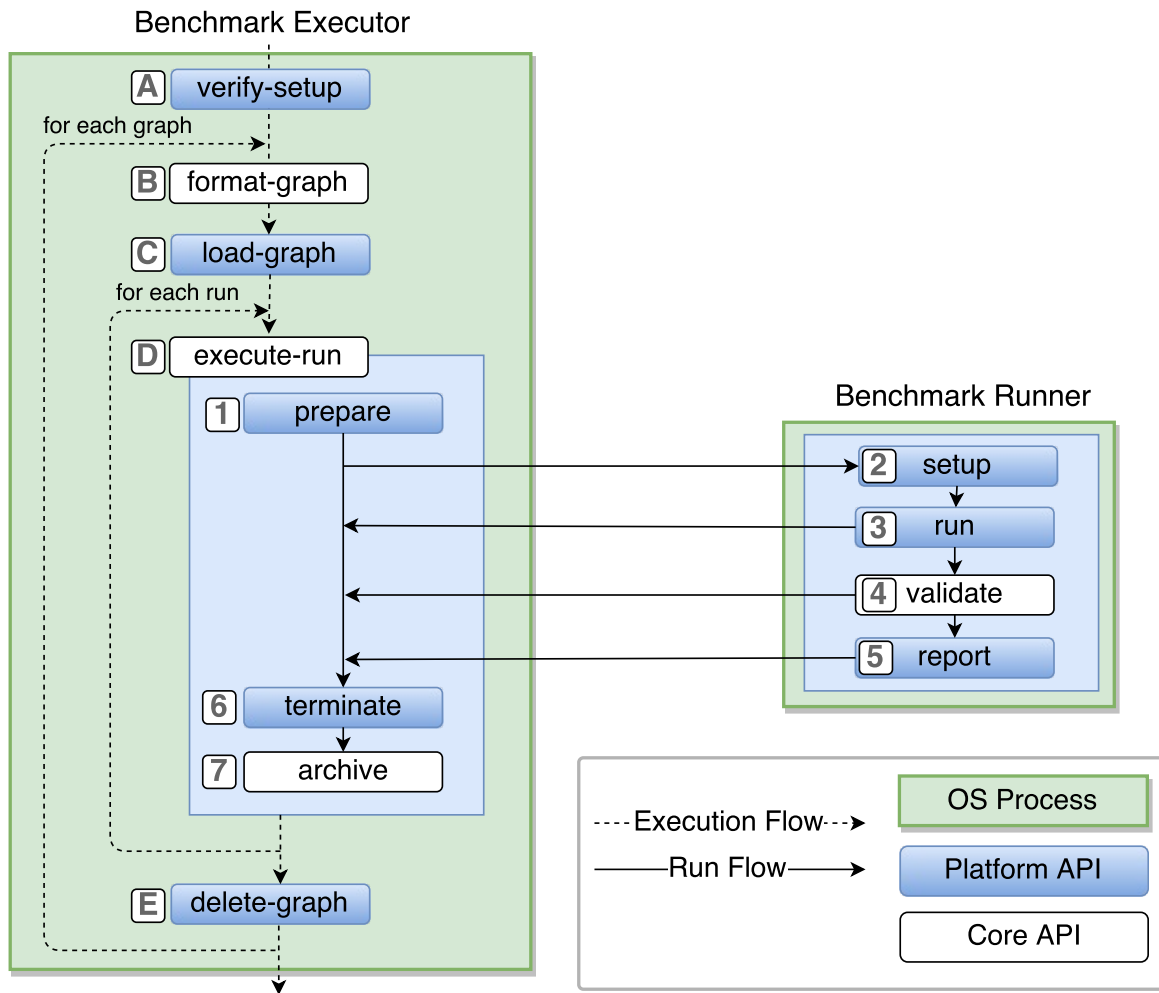 Benchmark Executor
A verify-setup
for each graph
B format-graph
C load-graph
for each run
D execute-run
1 prepare
6 terminate
7 archive
E delete-graph
Benchmark Runner
2 setup
3 run
4 validate
5 report
Execution Flow
Run Flow
OS Process
Platform API
Core API